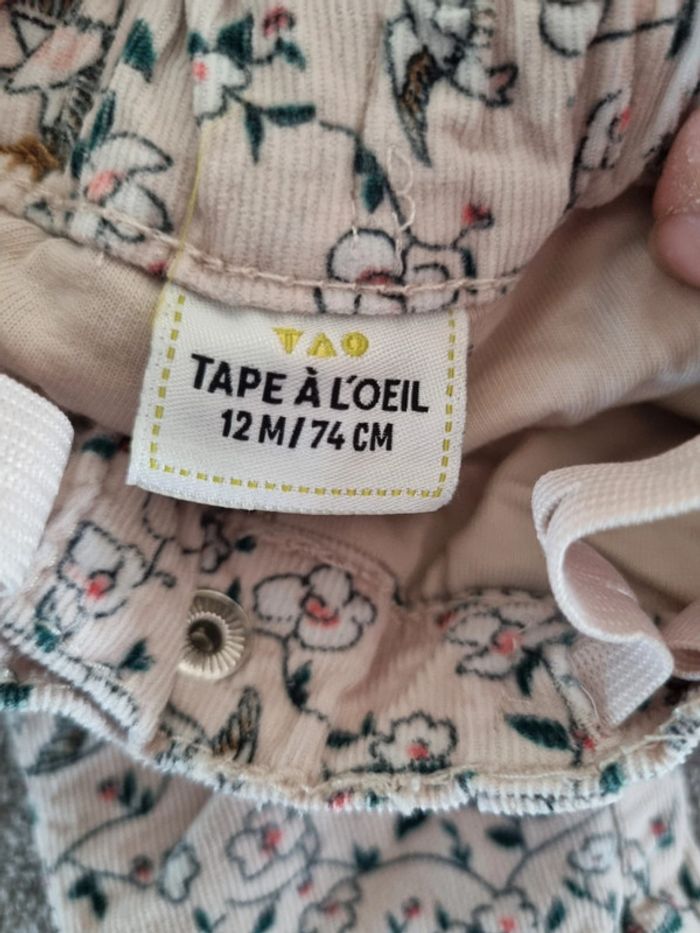 TAO
TAPE À L'OEIL
12 M / 74 CM